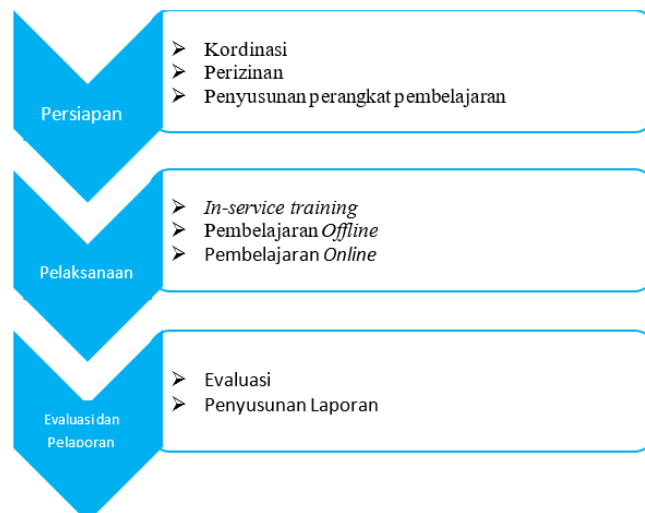 Persiapan
➢ Kordinasi
➢ Perizinan
➢ Penyusunan perangkat pembelajaran
Pelaksanaan
➢ In-service training
➢ Pembelajaran Offline
➢ Pembelajaran Online
Evaluasi dan
Pelaporan
➢ Evaluasi
➢ Penyusunan Laporan